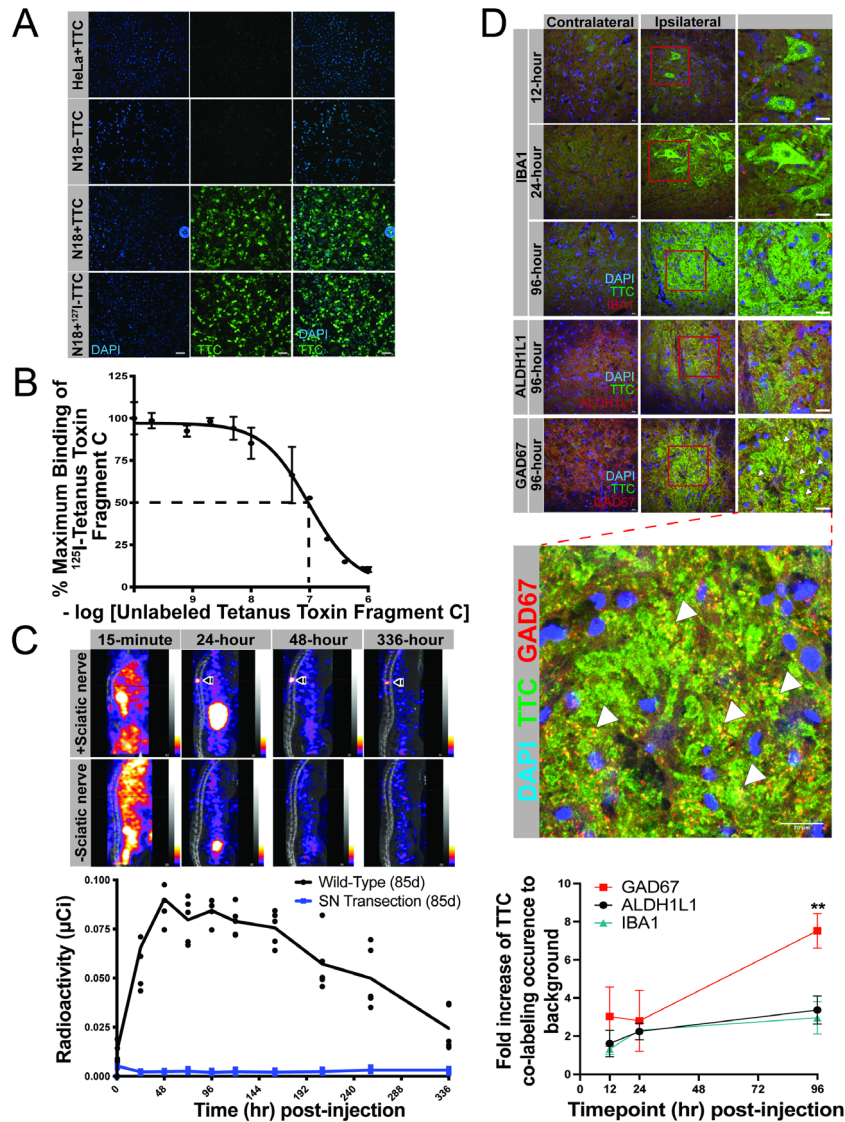 A
HeLa+TTC
N18−TTC
N18+TTC
N18+¹²⁷I-TTC
DAPI
TTC
DAPI
TTC
B
125
100
75
50
25
0
% Maximum Binding of
¹²⁵I-Tetanus Toxin
Fragment C
9
8
7
6
- log [Unlabeled Tetanus Toxin Fragment C]
C
15-minute
24-hour
48-hour
336-hour
+Sciatic nerve
-Sciatic nerve
0.100
0.075
0.050
0.025
0.000
Radioactivity (µCi)
Wild-Type (85d)
SN Transection (85d)
0
48
96
144
192
240
288
336
Time (hr) post-injection
D
Contralateral
Ipsilateral
IBA1
12-hour
24-hour
96-hour
DAPI
TTC
IBA1
ALDH1L1
96-hour
DAPI
TTC
ALDH1L1
GAD67
96-hour
DAPI
TTC
GAD67
DAPI TTC GAD67
GAD67
ALDH1L1
IBA1
**
10
8
6
4
2
0
Fold increase of TTC
co-labeling occurence to
background
0
12
24
48
72
96
Timepoint (hr) post-injection